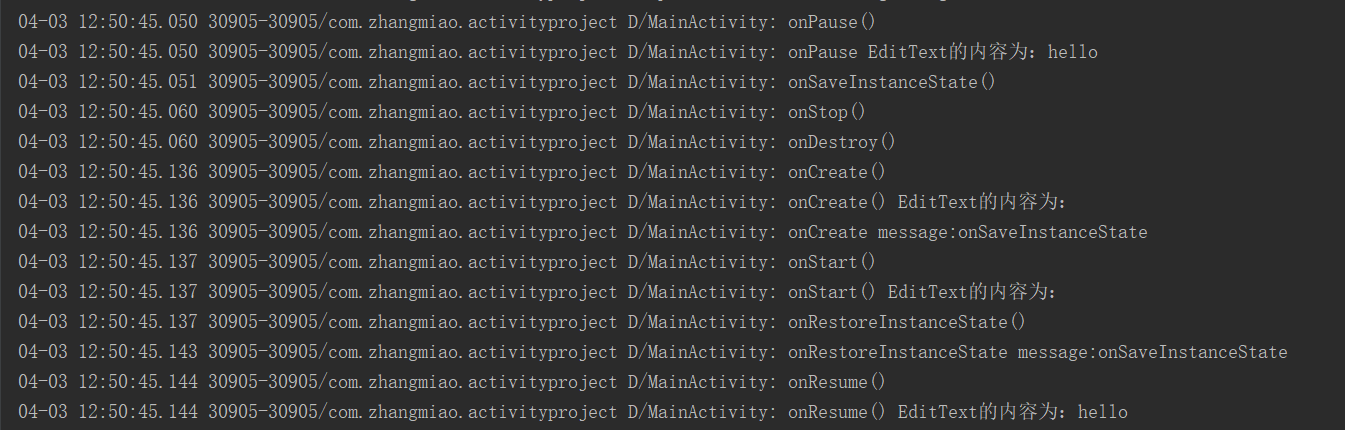 04-03 12:50:45.050 30905-30905/com.zhangmiao.activityproject D/MainActivity: onPause()
04-03 12:50:45.050 30905-30905/com.zhangmiao.activityproject D/MainActivity: onPause EditText的内容为：hello
04-03 12:50:45.051 30905-30905/com.zhangmiao.activityproject D/MainActivity: onSaveInstanceState()
04-03 12:50:45.060 30905-30905/com.zhangmiao.activityproject D/MainActivity: onStop()
04-03 12:50:45.060 30905-30905/com.zhangmiao.activityproject D/MainActivity: onDestroy()
04-03 12:50:45.136 30905-30905/com.zhangmiao.activityproject D/MainActivity: onCreate()
04-03 12:50:45.136 30905-30905/com.zhangmiao.activityproject D/MainActivity: onCreate() EditText的内容为：
04-03 12:50:45.136 30905-30905/com.zhangmiao.activityproject D/MainActivity: onCreate message:onSaveInstanceState
04-03 12:50:45.137 30905-30905/com.zhangmiao.activityproject D/MainActivity: onStart()
04-03 12:50:45.137 30905-30905/com.zhangmiao.activityproject D/MainActivity: onStart() EditText的内容为：
04-03 12:50:45.137 30905-30905/com.zhangmiao.activityproject D/MainActivity: onRestoreInstanceState()
04-03 12:50:45.143 30905-30905/com.zhangmiao.activityproject D/MainActivity: onRestoreInstanceState message:onSaveInstanceState
04-03 12:50:45.144 30905-30905/com.zhangmiao.activityproject D/MainActivity: onResume()
04-03 12:50:45.144 30905-30905/com.zhangmiao.activityproject D/MainActivity: onResume() EditText的内容为：hello